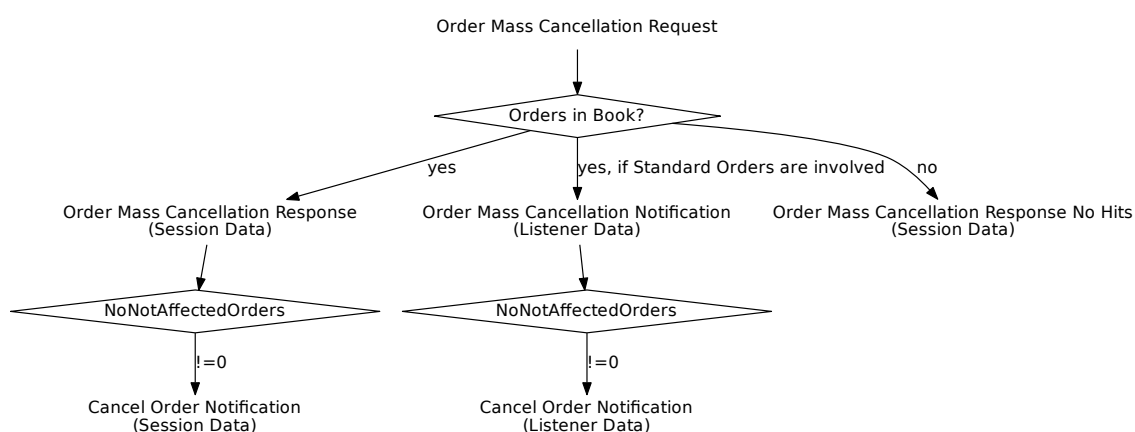 Order Mass Cancellation Request
Orders in Book?
yes
yes, if Standard Orders are involved
no
Order Mass Cancellation Response
(Session Data)
Order Mass Cancellation Notification
(Listener Data)
Order Mass Cancellation Response No Hits
(Session Data)
NoNotAffectedOrders
NoNotAffectedOrders
!=0
!=0
Cancel Order Notification
(Session Data)
Cancel Order Notification
(Listener Data)